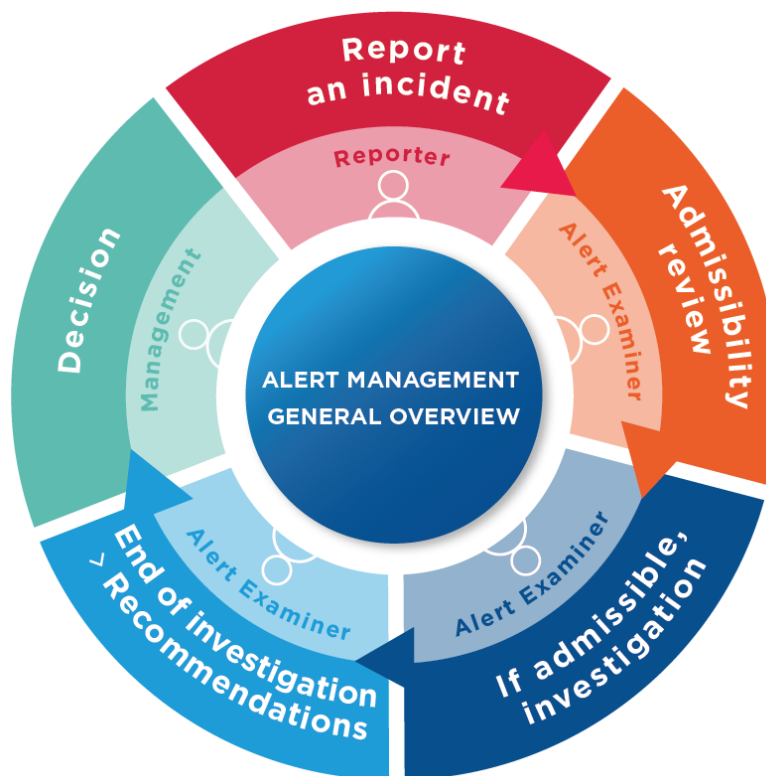 Report
an incident
Reporter
Admissibility
review
Alert Examiner
If admissible,
investigation
Alert Examiner
End of investigation
> Recommendations
Alert Examiner
Decision
Management
ALERT MANAGEMENT
GENERAL OVERVIEW